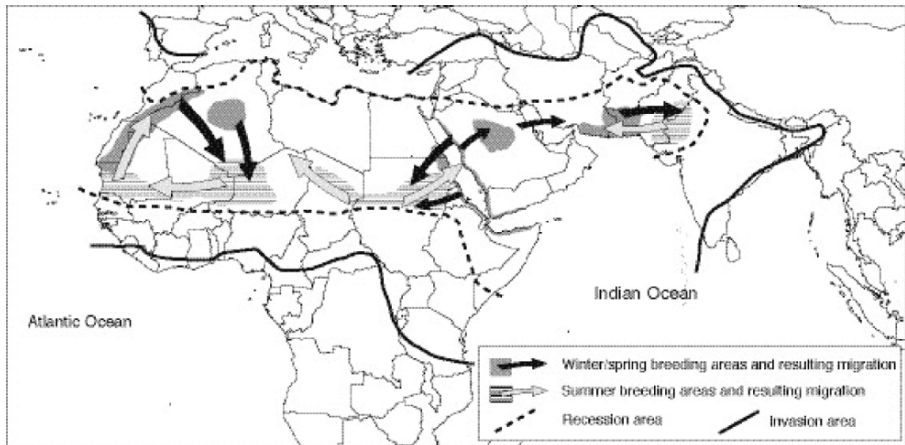 Indian Ocean
Atlantic Ocean
Winter/spring breeding areas and resulting migration
Summer breeding areas and resulting migration
Recession area Invasion area